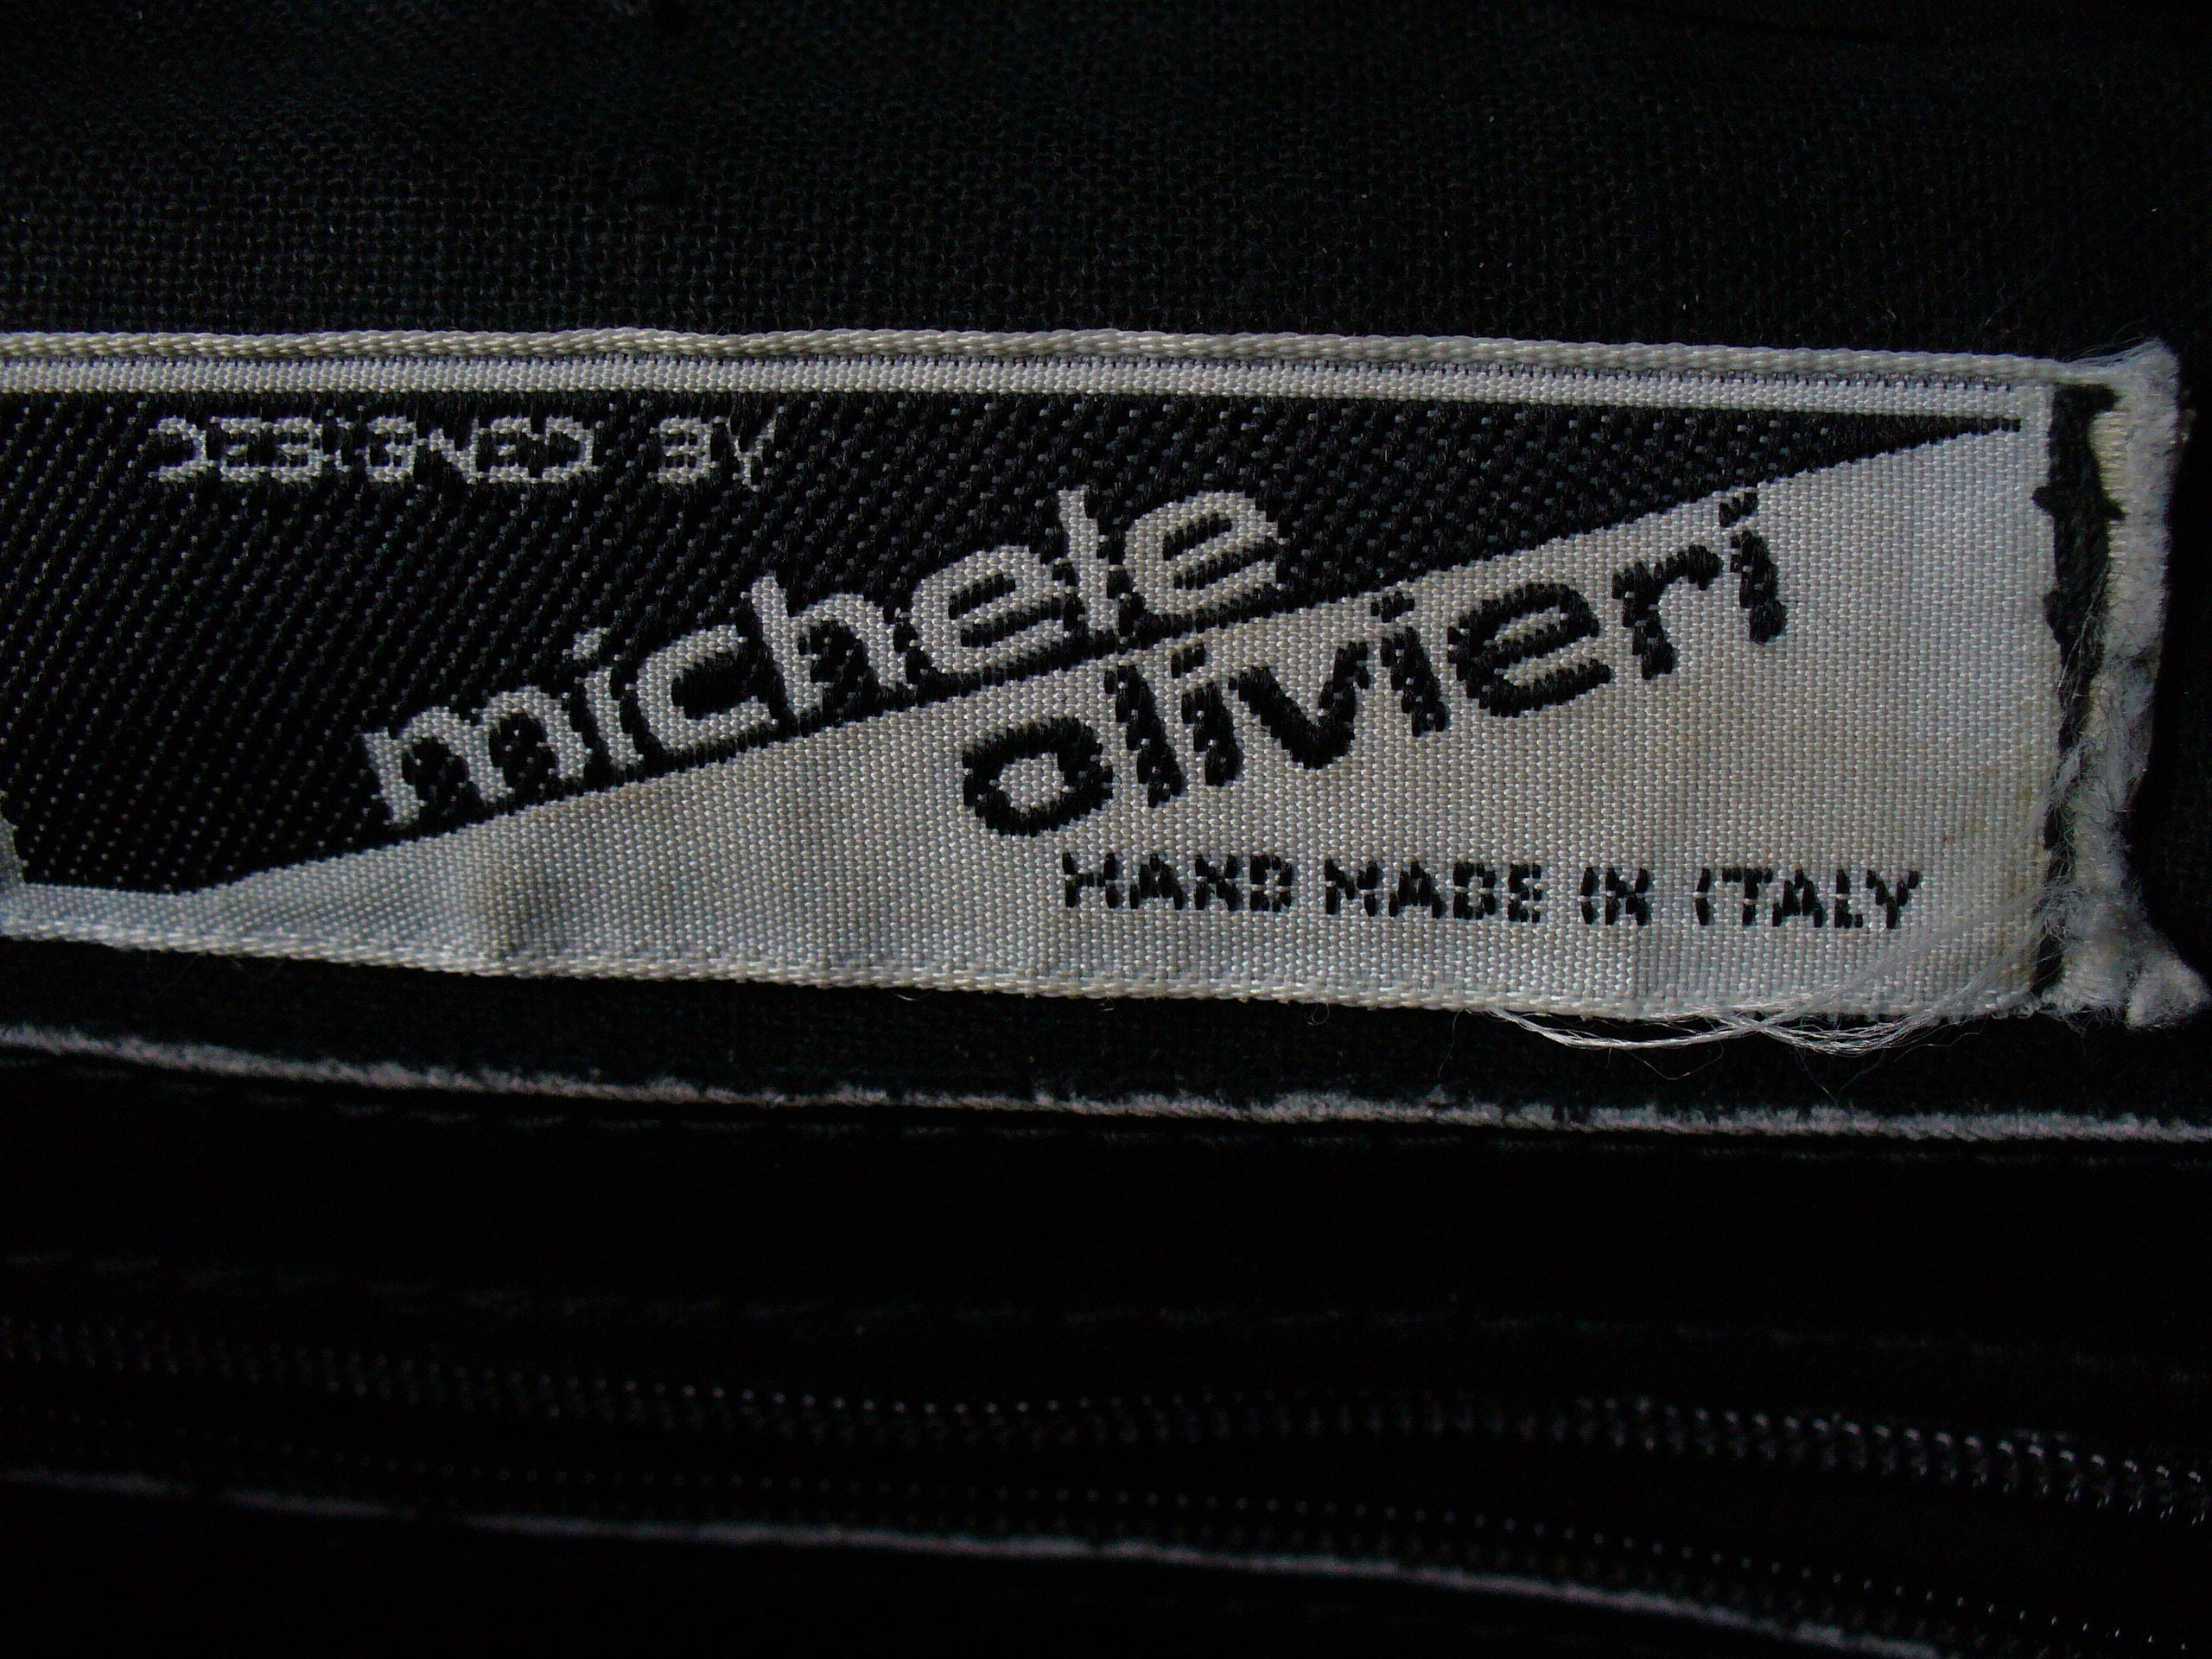 DESIGNED BY
michele
olivieri
HAND MADE IN ITALY